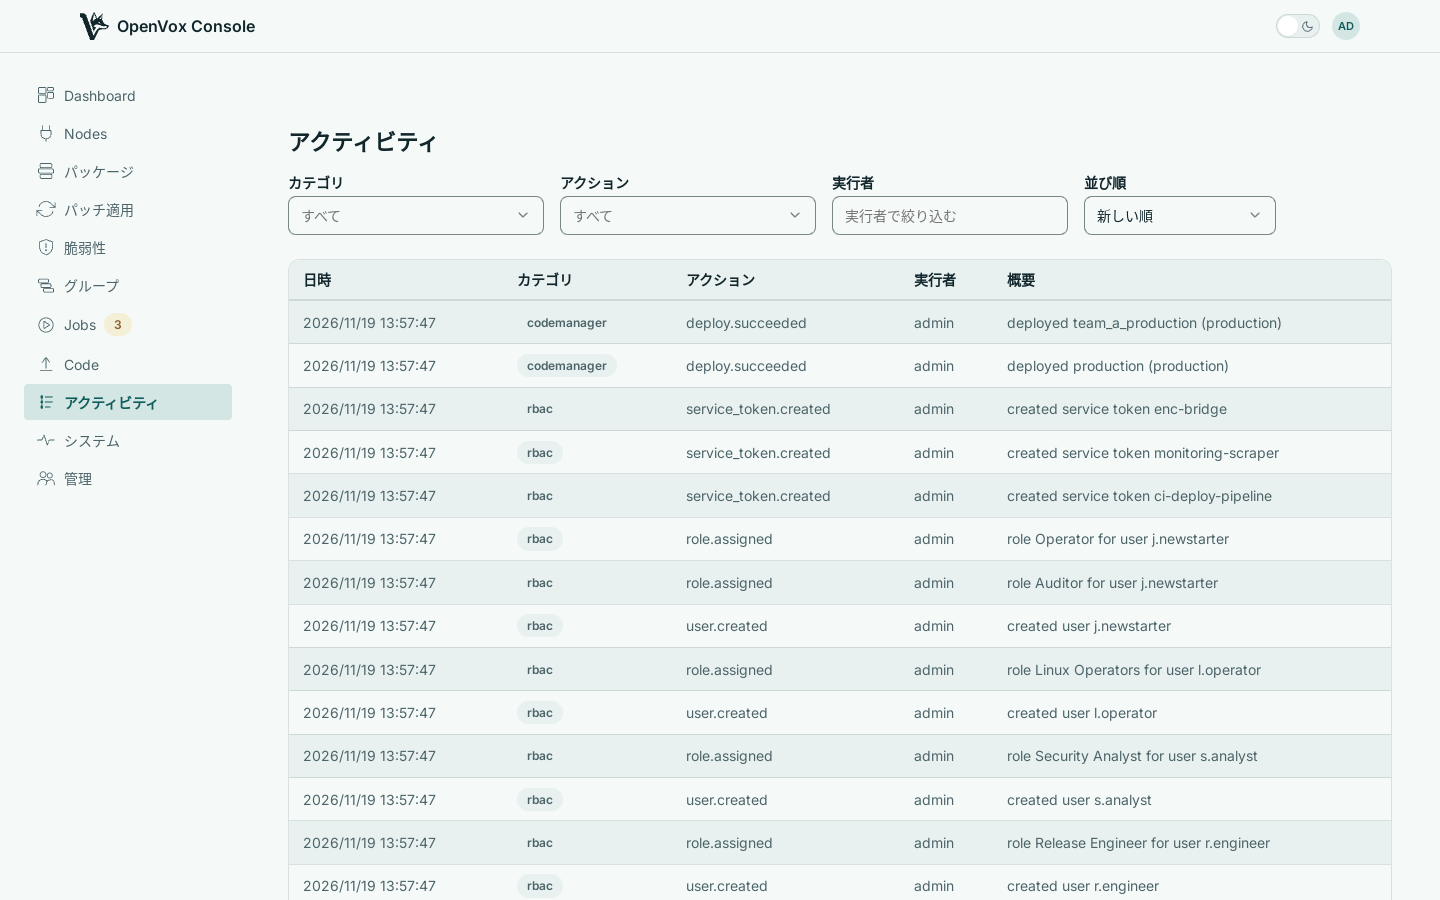 OpenVox Console
AD
Dashboard
Nodes
パッケージ
パッチ適用
脆弱性
グループ
Jobs 3
Code
アクティビティ
システム
管理
アクティビティ
カテゴリ アクション 実行者 並び順
すべて すべて 実行者で絞り込む 新しい順
日時 カテゴリ アクション 実行者 概要
2026/11/19 13:57:47 codemanager deploy.succeeded admin deployed team_a_production (production)
2026/11/19 13:57:47 codemanager deploy.succeeded admin deployed production (production)
2026/11/19 13:57:47 rbac service_token.created admin created service token enc-bridge
2026/11/19 13:57:47 rbac service_token.created admin created service token monitoring-scraper
2026/11/19 13:57:47 rbac service_token.created admin created service token ci-deploy-pipeline
2026/11/19 13:57:47 rbac role.assigned admin role Operator for user j.newstarter
2026/11/19 13:57:47 rbac role.assigned admin role Auditor for user j.newstarter
2026/11/19 13:57:47 rbac user.created admin created user j.newstarter
2026/11/19 13:57:47 rbac role.assigned admin role Linux Operators for user l.operator
2026/11/19 13:57:47 rbac user.created admin created user l.operator
2026/11/19 13:57:47 rbac role.assigned admin role Security Analyst for user s.analyst
2026/11/19 13:57:47 rbac user.created admin created user s.analyst
2026/11/19 13:57:47 rbac role.assigned admin role Release Engineer for user r.engineer
2026/11/19 13:57:47 rbac user.created admin created user r.engineer